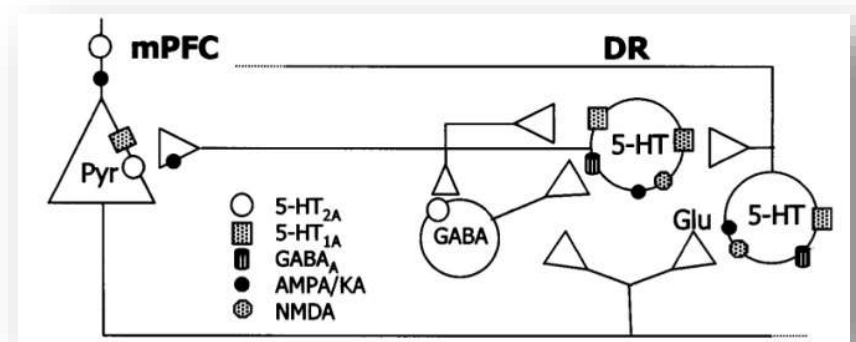 mPFC
DR
Pyr
5-HT
Glu
5-HT
GABA
5-HT2A
5-HT1A
GABAA
AMPA/KA
NMDA